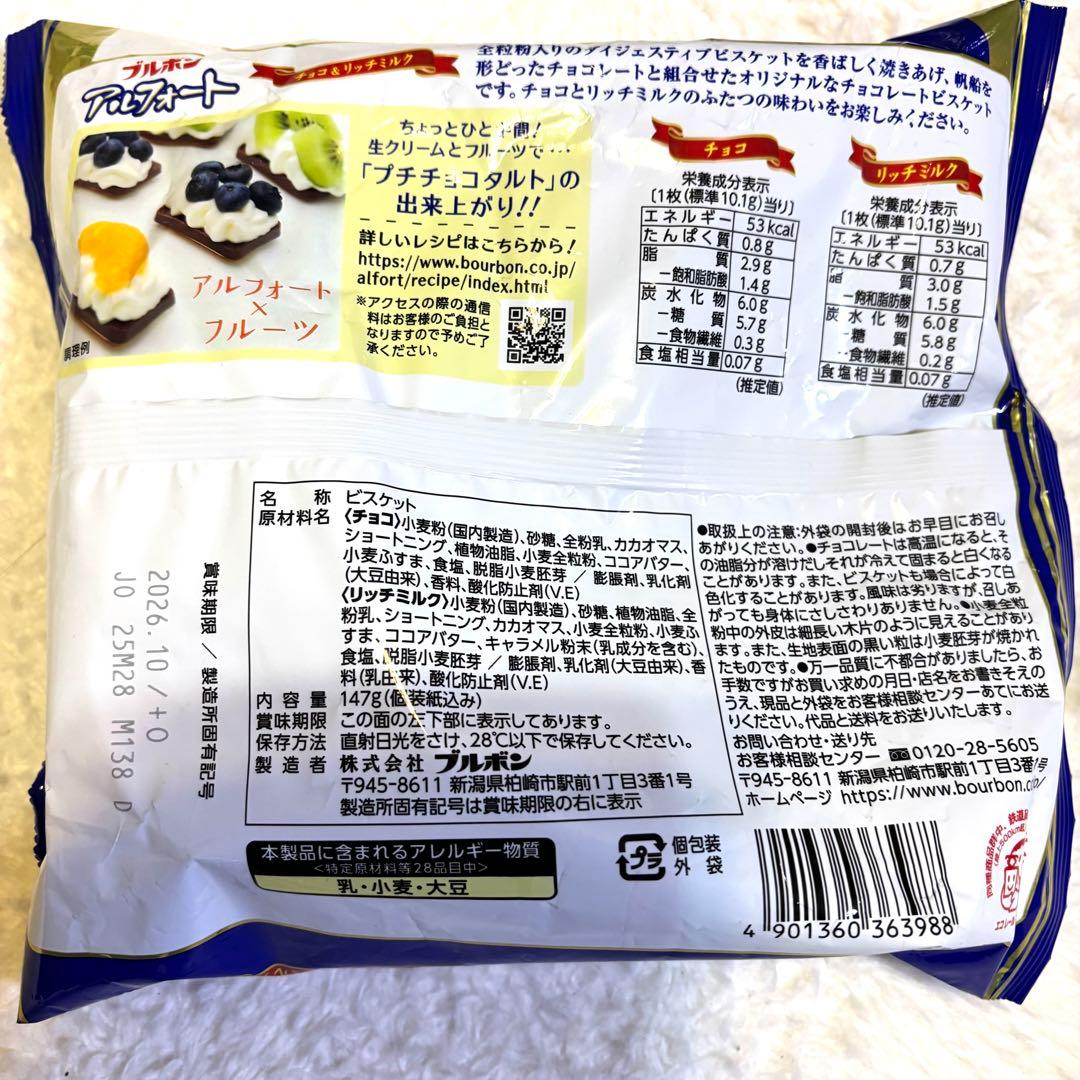 ブルボン
アルフォート
チョコ&リッチミルク
全粒粉入りのダイジェスティブビスケットを香ばしく焼きあげ、帆船を
形どったチョコレートと組合せたオリジナルなチョコレートビスケット
です。チョコとリッチミルクのふたつの味わいをお楽しみください。
ちょっとひと手間!
生クリームとフルーツで…
「プチチョコタルト」の
出来上がり!!
詳しいレシピはこちらから!
https://www.bourbon.co.jp/
alfort/recipe/index.html
※アクセスの際の通信
料はお客様のご負担と
なりますので予めご了
承ください。
アルフォート
×
フルーツ
調理例
チョコ
栄養成分表示
〔1枚(標準10.1g)当り〕
エネルギー 53kcal
たんぱく質 0.8g
脂質 2.9g
−飽和脂肪酸 1.4g
炭水化物 6.0g
−糖質 5.7g
−食物繊維 0.3g
食塩相当量 0.07g
(推定値)
リッチミルク
栄養成分表示
〔1枚(標準10.1g)当り〕
エネルギー 53kcal
たんぱく質 0.7g
脂質 3.0g
−飽和脂肪酸 1.5g
炭水化物 6.0g
−糖質 5.8g
−食物繊維 0.2g
食塩相当量 0.07g
(推定値)
賞味期限 / 製造所固有記号
2026.10 / +O
JO 25M28 M138 D
名称 ビスケット
原材料名 〈チョコ〉小麦粉(国内製造)、砂糖、全粉乳、カカオマス、
ショートニング、植物油脂、小麦全粒粉、ココアバター、
小麦ふすま、食塩、脱脂小麦胚芽 / 膨脹剤、乳化剤
(大豆由来)、香料、酸化防止剤(V.E)
〈リッチミルク〉小麦粉(国内製造)、砂糖、植物油脂、全
粉乳、ショートニング、カカオマス、小麦全粒粉、小麦ふ
すま、ココアバター、キャラメル粉末(乳成分を含む)、
食塩、脱脂小麦胚芽 / 膨脹剤、乳化剤(大豆由来)、香
料(乳由来)、酸化防止剤(V.E)
内容量 147g(個装紙込み)
賞味期限 この面の左下部に表示してあります。
保存方法 直射日光をさけ、28℃以下で保存してください。
製造者 株式会社 ブルボン
〒945-8611 新潟県柏崎市駅前1丁目3番1号
製造所固有記号は賞味期限の右に表示
●取扱上の注意:外袋の開封後はお早目にお召し
あがりください。●チョコレートは高温になると、そ
の油脂分が溶けだしそれが冷えて固まると白くなる
ことがあります。また、ビスケットも場合によって白
色化することがあります。風味は劣りますが、召しあ
がっても身体にさしさわりありません。●小麦全粒
粉中の外皮は細長い木片のように見えることがあり
ます。また、生地表面の黒い粒は小麦胚芽が焼かれ
たものです。●万一品質に不都合がありましたら、お
手数ですがお買い求めの月日・店名をお書きそえの
うえ、現品と外袋をお客様相談センターあてにお送
りください。代品と送料をお送りいたします。
お問い合わせ・送り先
お客様相談センター 0120-28-5605
〒945-8611 新潟県柏崎市駅前1丁目3番1号
ホームページ https://www.bourbon.co.jp/
本製品に含まれるアレルギー物質
<特定原材料等28品目中>
乳・小麦・大豆
プラ
個包装
外袋
4 901360 363988